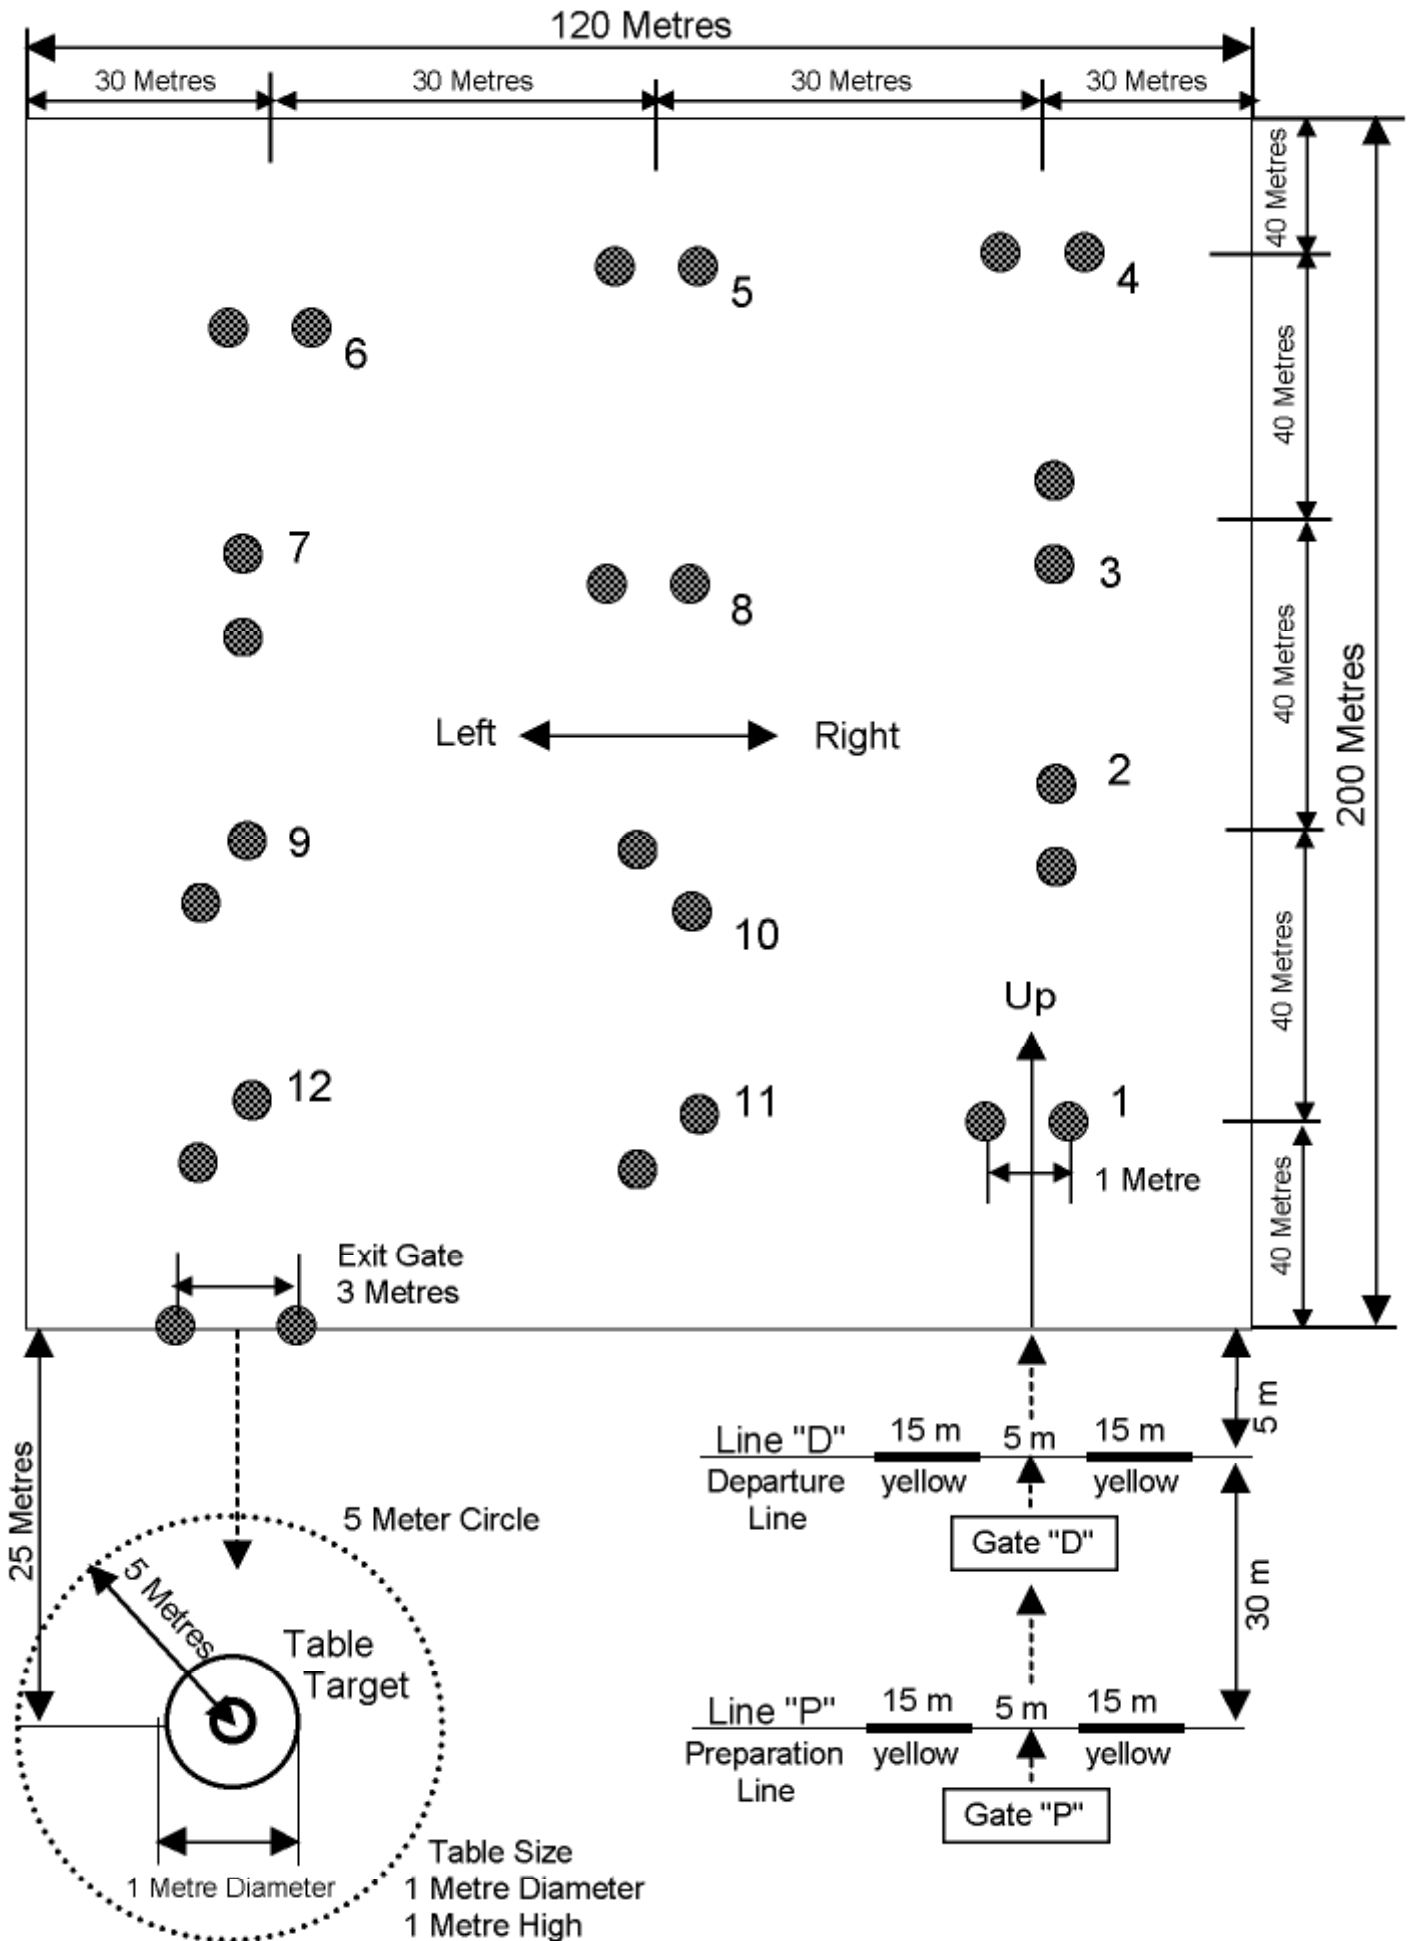 120 Metres
30 Metres
30 Metres
30 Metres
30 Metres
40 Metres
5
4
6
40 Metres
7
3
8
40 Metres
200 Metres
Left
Right
2
9
10
40 Metres
Up
12
11
1
1 Metre
40 Metres
Exit Gate
3 Metres
25 Metres
5 m
Line "D"
15 m
5 m
15 m
Departure
Line
yellow
yellow
5 Meter Circle
Gate "D"
30 m
5 Metres
Table
Target
Line "P"
15 m
5 m
15 m
Preparation
Line
yellow
yellow
Gate "P"
1 Metre Diameter
Table Size
1 Metre Diameter
1 Metre High